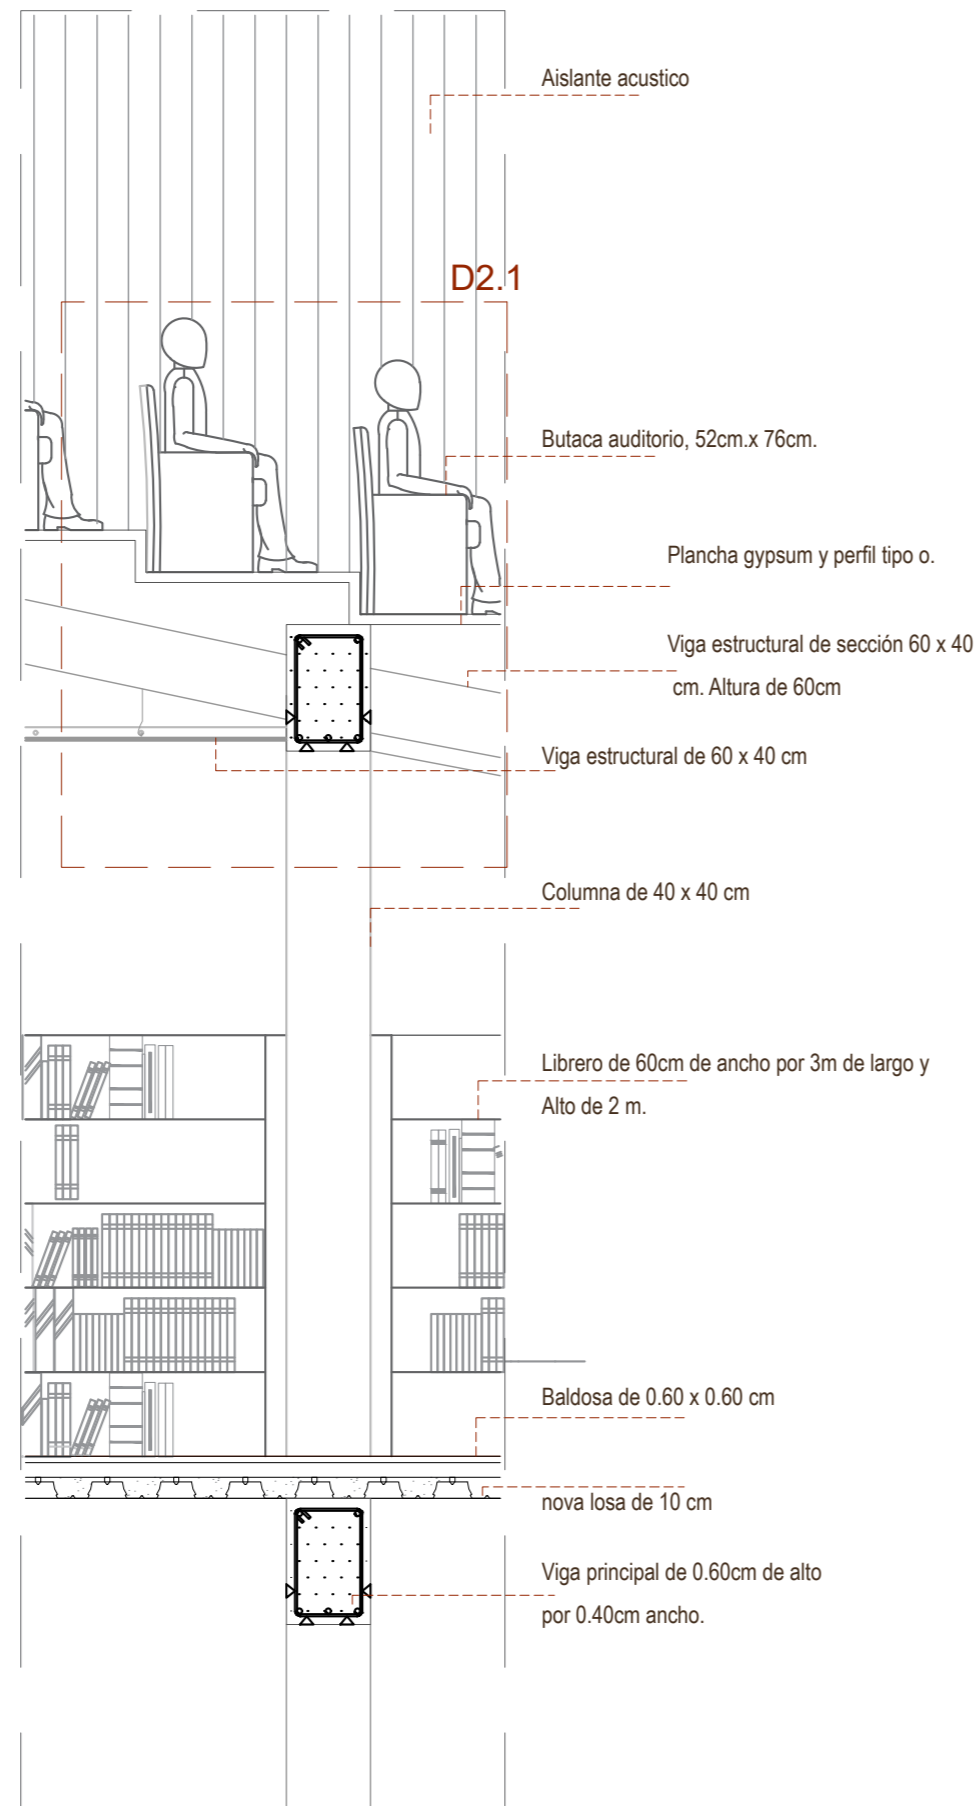 Aislante acustico
D2.1
Butaca auditorio, 52cm.x 76cm.
Plancha gypsum y perfil tipo o.
Viga estructural de sección 60 x 40
cm. Altura de 60cm
Viga estructural de 60 x 40 cm
Columna de 40 x 40 cm
Librero de 60cm de ancho por 3m de largo y
Alto de 2 m.
Baldosa de 0.60 x 0.60 cm
nova losa de 10 cm
Viga principal de 0.60cm de alto
por 0.40cm ancho.